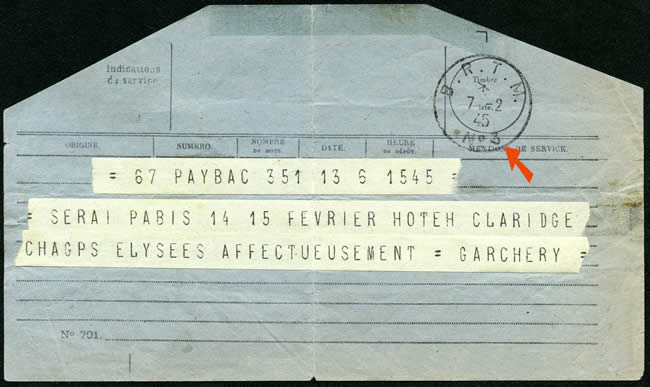 Indications
de service
B. R. T. M.
Timbre
7 - 2
45
No 3
ORIGINE. NUMÉRO. NOMBRE DE MOTS. DATE. HEURE DE DÉPÔT. MENTIONS DE SERVICE.
= 67 PAYBAC 351 13 6 1545 =
= SERAI PABIS 14 15 FEVRIER HOTEH CLARIDGE
CHAGPS ELYSEES AFFECTUEUSEMENT = GARCHERY =
No 701.